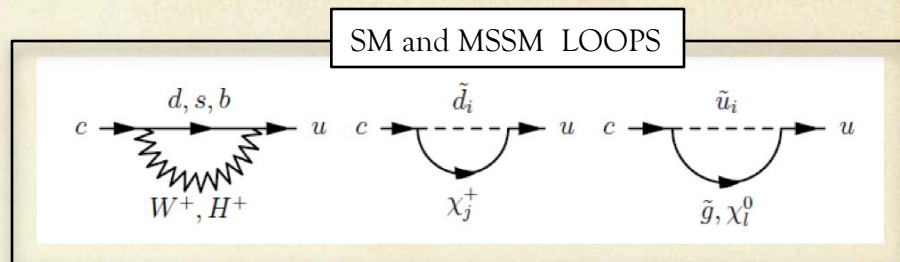 SM and MSSM LOOPS
c d, s, b u
W⁺, H⁺
c d̃ᵢ u
χⱼ⁺
c ũᵢ u
g̃, χₗ⁰